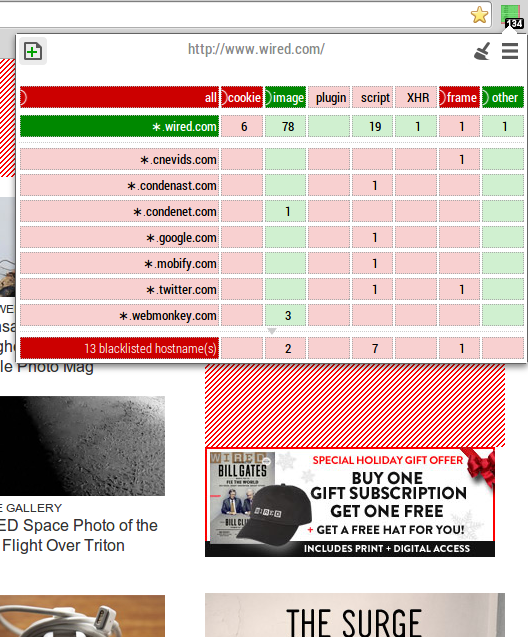 134
http://www.wired.com/
all cookie image plugin script XHR frame other
∗.wired.com 6 78 19 1 1 1
∗.cnevids.com 1
∗.condenast.com 1
∗.condenet.com 1
∗.google.com 1
∗.mobify.com 1
∗.twitter.com 1 1
∗.webmonkey.com 3
13 blacklisted hostname(s) 2 7 1
le Photo Mag
E GALLERY
ED Space Photo of the
Flight Over Triton
WIRED
BILL GATES
FIX THE WORLD
BILL CL
WIRED
SPECIAL HOLIDAY GIFT OFFER
BUY ONE
GIFT SUBSCRIPTION
GET ONE FREE
+ GET A FREE HAT FOR YOU!
INCLUDES PRINT + DIGITAL ACCESS
THE SURGE